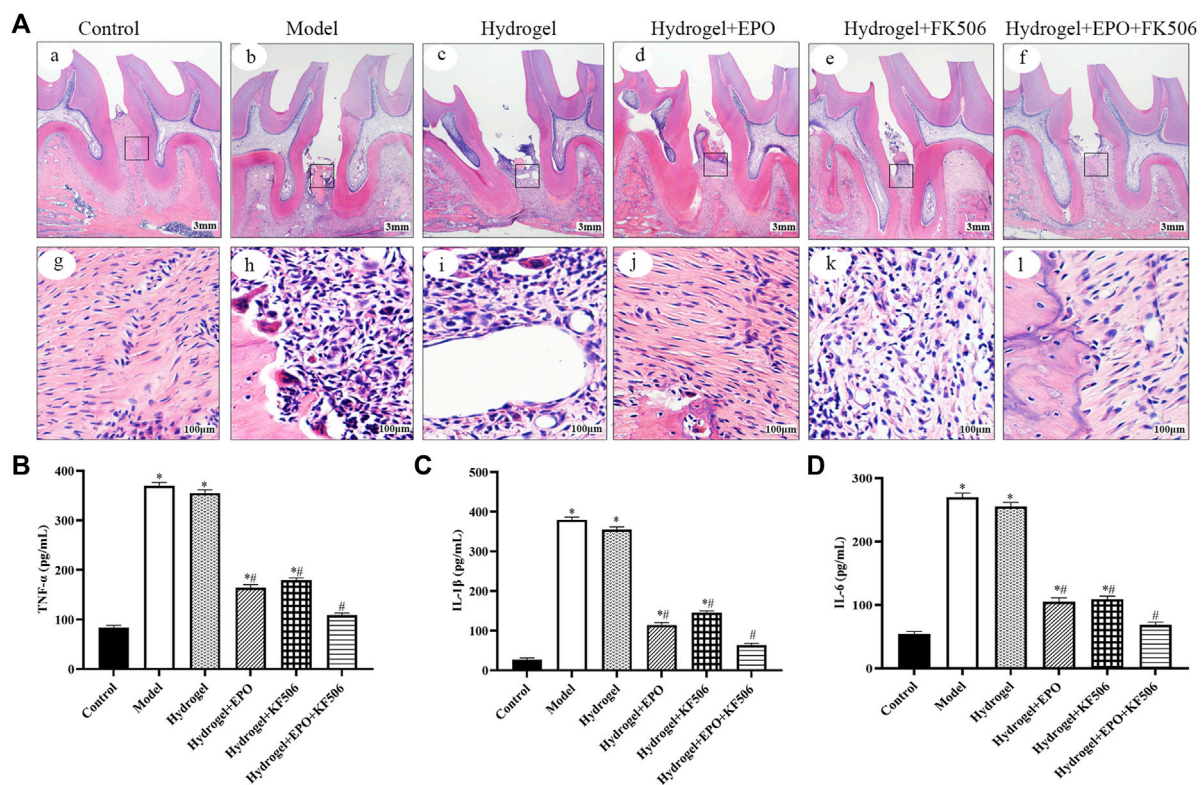 A
Control Model Hydrogel Hydrogel+EPO Hydrogel+FK506 Hydrogel+EPO+FK506
a b c d e f
3mm 3mm 3mm 3mm 3mm 3mm
g h i j k l
100μm 100μm 100μm 100μm 100μm 100μm
B
TNF-α (pg/mL)
400
300
200
100
0
* * *# *# #
Control Model Hydrogel Hydrogel+EPO Hydrogel+KF506 Hydrogel+EPO+KF506
C
IL-1β (pg/mL)
500
400
300
200
100
0
* * *# *# #
Control Model Hydrogel Hydrogel+EPO Hydrogel+KF506 Hydrogel+EPO+KF506
D
IL-6 (pg/mL)
300
200
100
0
* * *# *# #
Control Model Hydrogel Hydrogel+EPO Hydrogel+KF506 Hydrogel+EPO+KF506